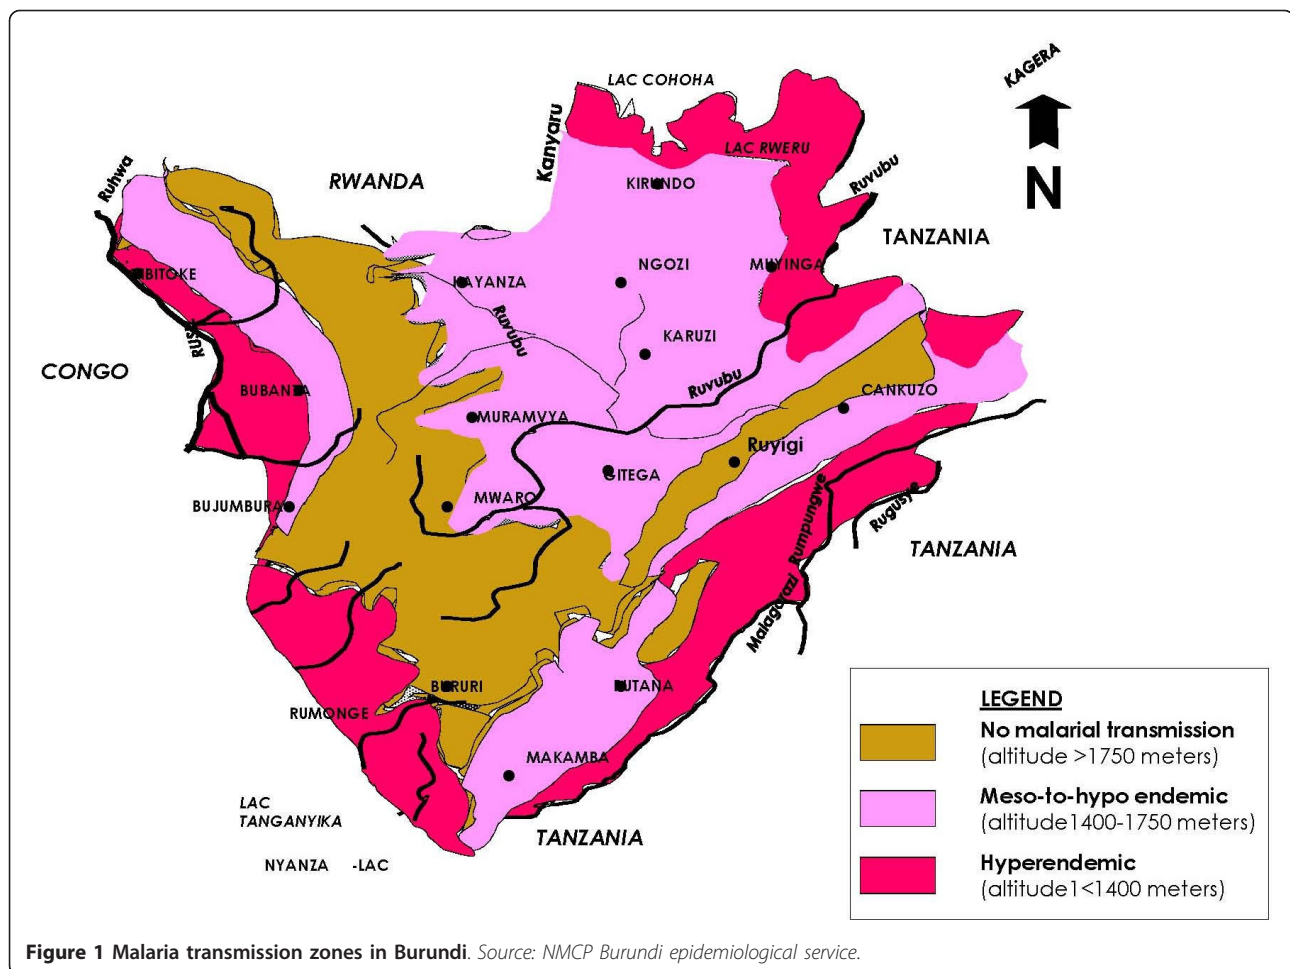 KAGERA
LAC COHOHA
Kanyaru
LAC RWERU
Ruhwa
RWANDA
KIRUNDO
Ruvubu
N
TANZANIA
NGOZI
MUYINGA
KAYANZA
Ruvubu
KARUZI
CONGO
BUBANZA
Ruvubu
CANKUZO
MURAMVYA
Ruyigi
GITEGA
BUJUMBURA
MWARO
Rumpungwe
Rugusye
TANZANIA
Malagarazi
BURURI
RUTANA
RUMONGE
MAKAMBA
LAC
TANGANYIKA
TANZANIA
NYANZA -LAC
LEGEND
No malarial transmission
(altitude >1750 meters)
Meso-to-hypo endemic
(altitude1400-1750 meters)
Hyperendemic
(altitude1<1400 meters)
Figure 1 Malaria transmission zones in Burundi. Source: NMCP Burundi epidemiological service.